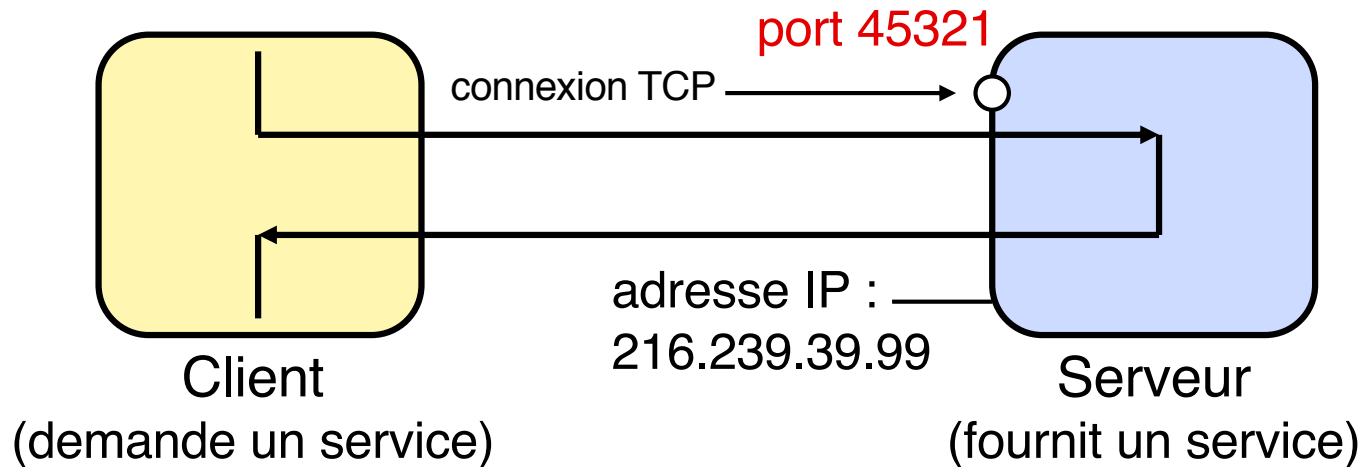 port 45321
connexion TCP
adresse IP :
216.239.39.99
Client
(demande un service)
Serveur
(fournit un service)